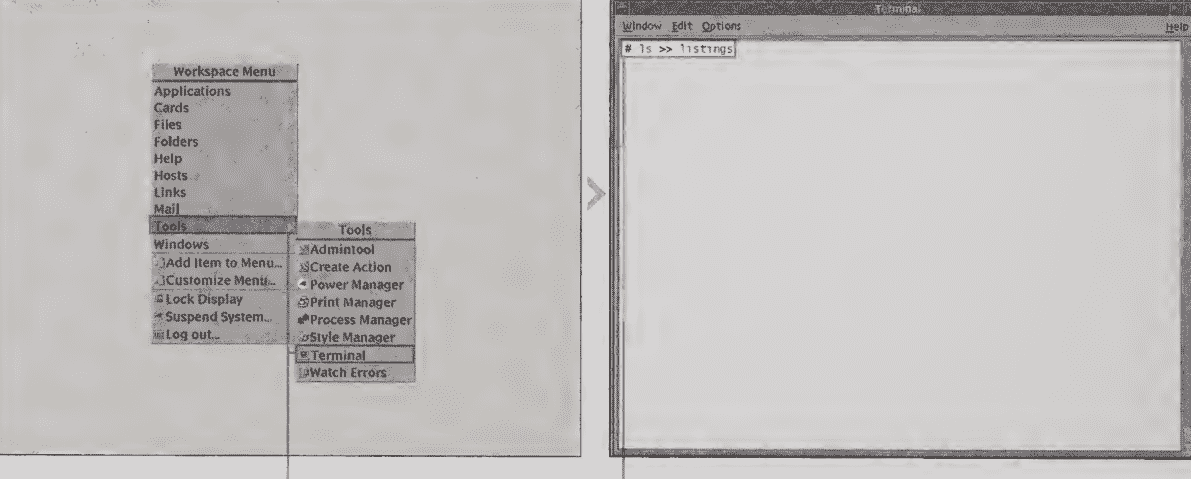 Workspace Menu
Applications
Cards
Files
Folders
Help
Hosts
Links
Mail
Tools
Windows
Add Item to Menu...
Customize Menu...
Lock Display
Suspend System...
Log out...
Tools
Admintool
Create Action
Power Manager
Print Manager
Process Manager
Style Manager
Terminal
Watch Errors
Terminal
Window Edit Options Help
# ls >> listings